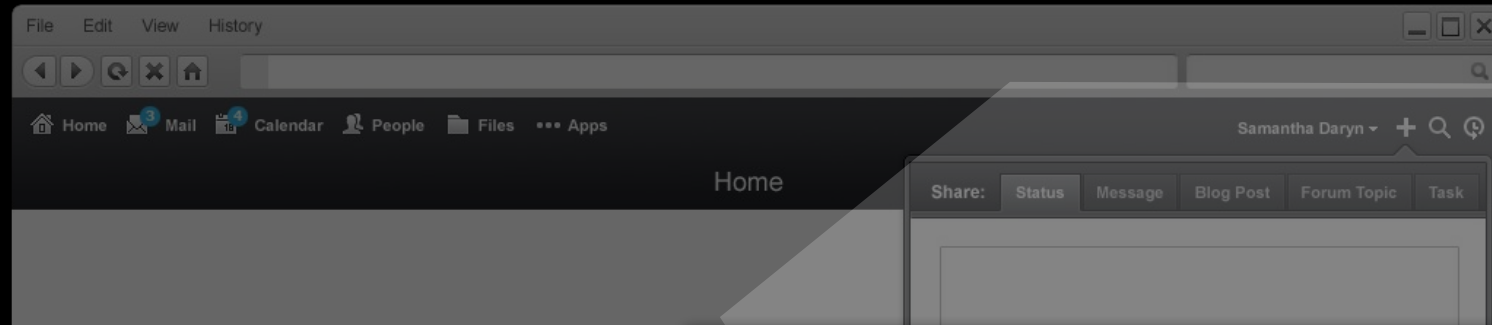 File Edit View History
3 4
Home Mail 18 Calendar People Files ••• Apps
Samantha Daryn
Home
Share: Status Message Blog Post Forum Topic Task